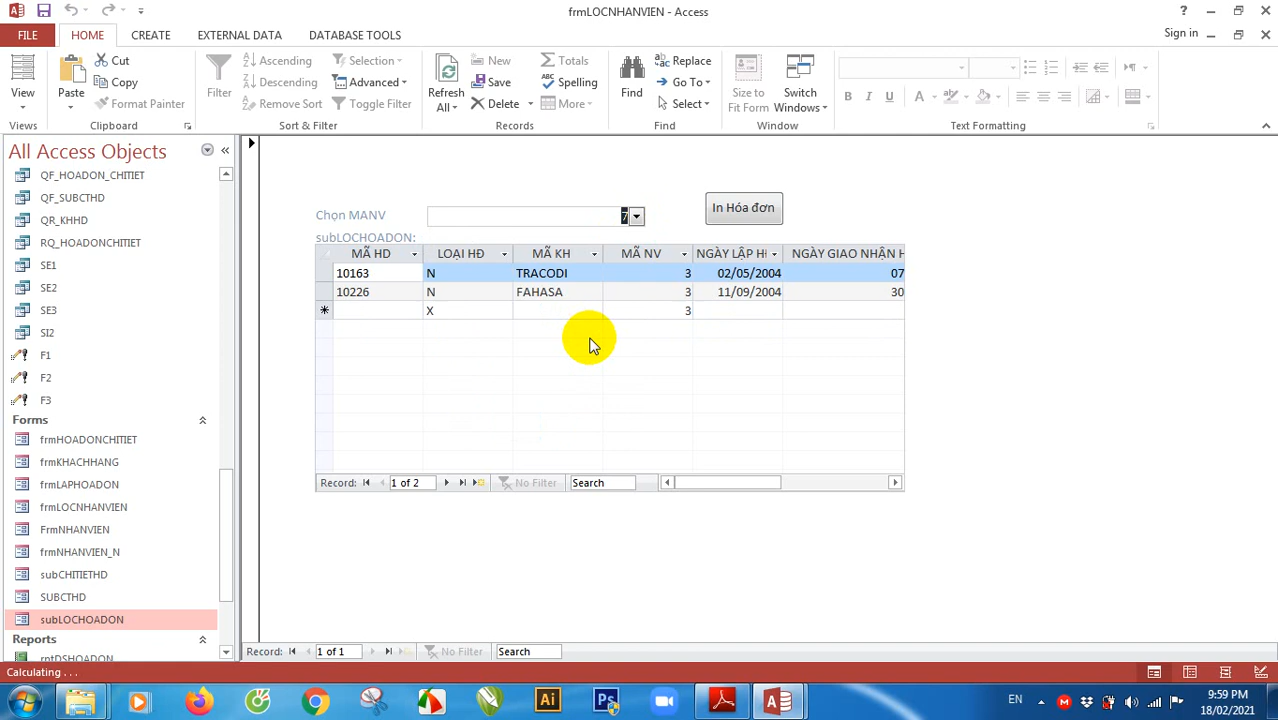 frmLOCNHANVIEN - Access
Sign in
FILE HOME CREATE EXTERNAL DATA DATABASE TOOLS
View
Views
Paste
Cut
Copy
Format Painter
Clipboard
Filter
Ascending
Descending
Remove Sort
Selection
Advanced
Toggle Filter
Sort & Filter
Refresh All
New
Save
Delete
Totals
Spelling
More
Records
Find
Replace
Go To
Select
Find
Size to Fit Form
Switch Windows
Window
B I U A
Text Formatting
All Access Objects
QF_HOADON_CHITIET
QF_SUBCTHD
QR_KHHD
RQ_HOADONCHITIET
SE1
SE2
SE3
SI2
F1
F2
F3
Forms
frmHOADONCHITIET
frmKHACHHANG
frmLAPHOADON
frmLOCNHANVIEN
FrmNHANVIEN
frmNHANVIEN_N
subCHITIETHD
SUBCTHD
subLOCHOADON
Reports
rptDSHOADON
Chọn MANV 7 In Hóa đơn
subLOCHOADON:
MÃ HD LOẠI HĐ MÃ KH MÃ NV NGÀY LẬP HI NGÀY GIAO NHẬN H
10163 N TRACODI 3 02/05/2004 07
10226 N FAHASA 3 11/09/2004 30
X 3
Record: 1 of 2 No Filter Search
Record: 1 of 1 No Filter Search
Calculating . . .
Ai Ps EN 9:59 PM
18/02/2021